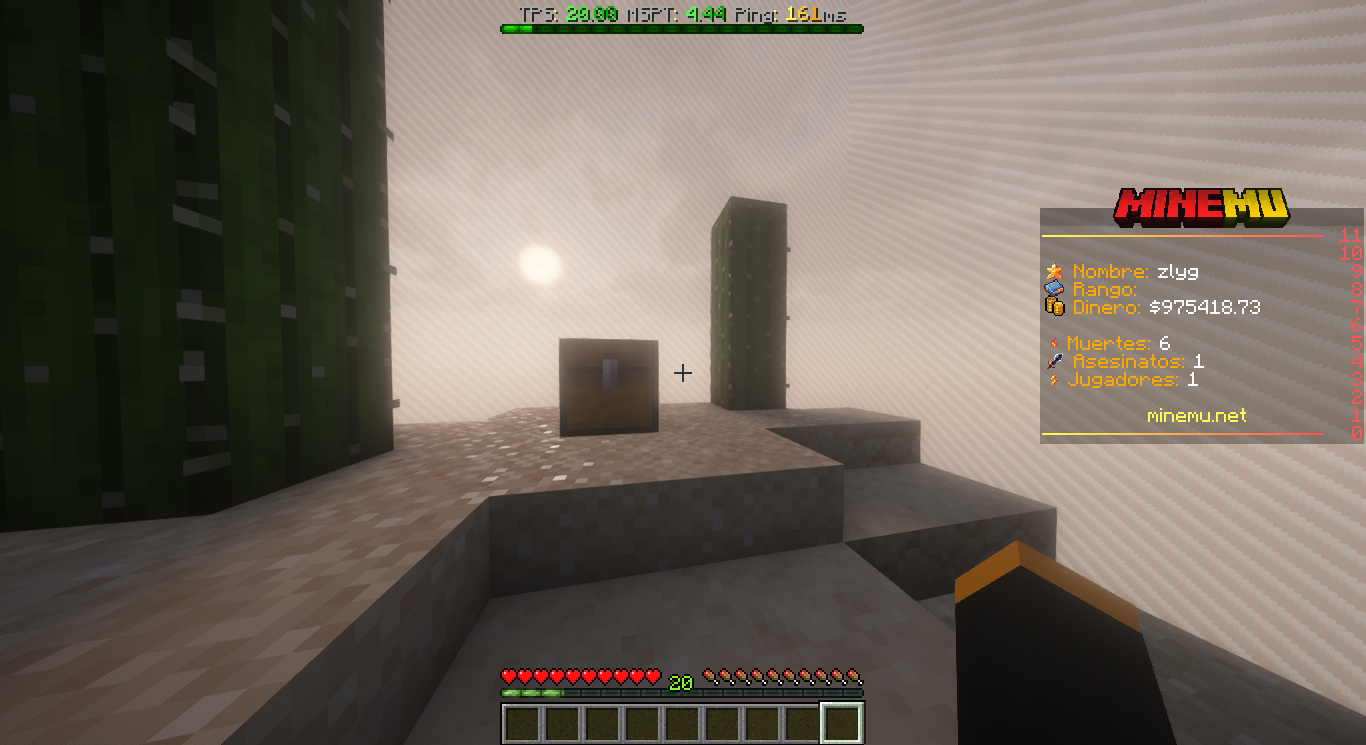 TPS: 20.00 MSPT: 4.44 Ping: 161ms
MINEMU
11
10
Nombre: zlyg 9
Rango: 8
Dinero: $975418.73 7
6
Muertes: 6 5
Asesinatos: 1 4
Jugadores: 1 3
2
minemu.net 1
0
20